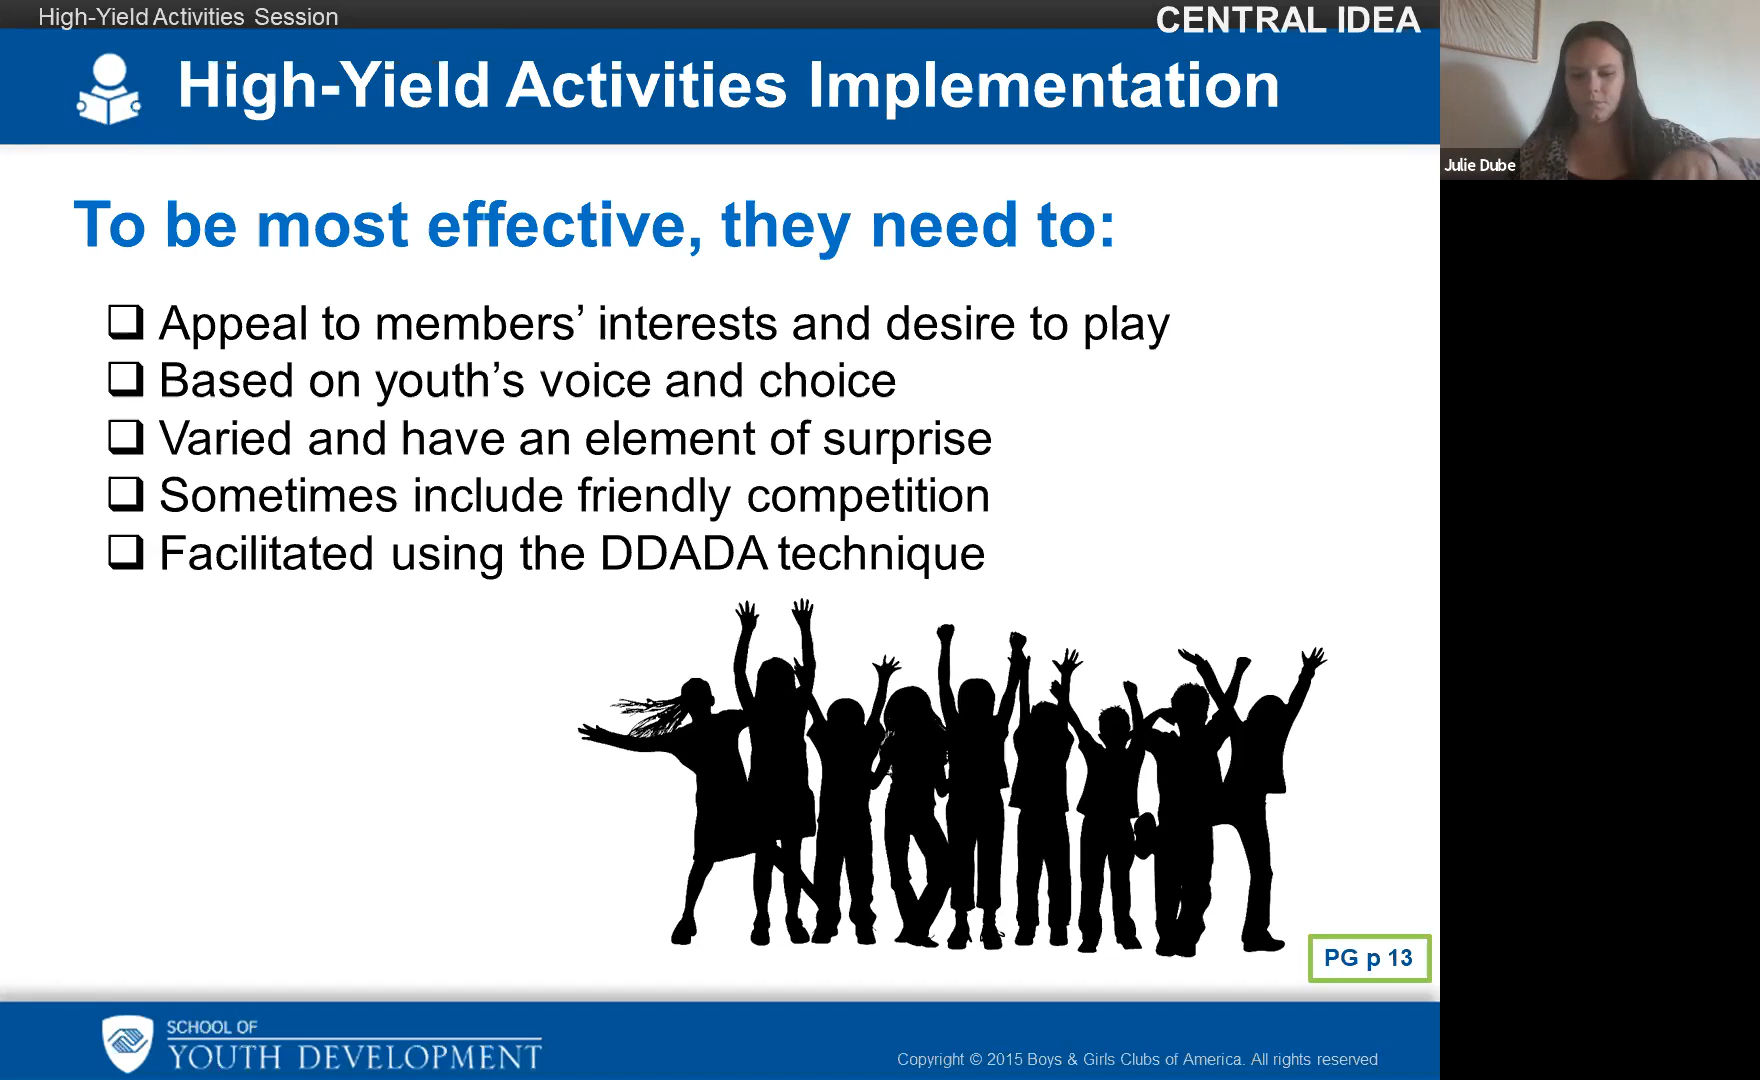 High-Yield Activities Session
CENTRAL IDEA
High-Yield Activities Implementation
Julie Dube
To be most effective, they need to:
Appeal to members’ interests and desire to play
Based on youth’s voice and choice
Varied and have an element of surprise
Sometimes include friendly competition
Facilitated using the DDADA technique
PG p 13
SCHOOL OF
YOUTH DEVELOPMENT
Copyright © 2015 Boys & Girls Clubs of America. All rights reserved